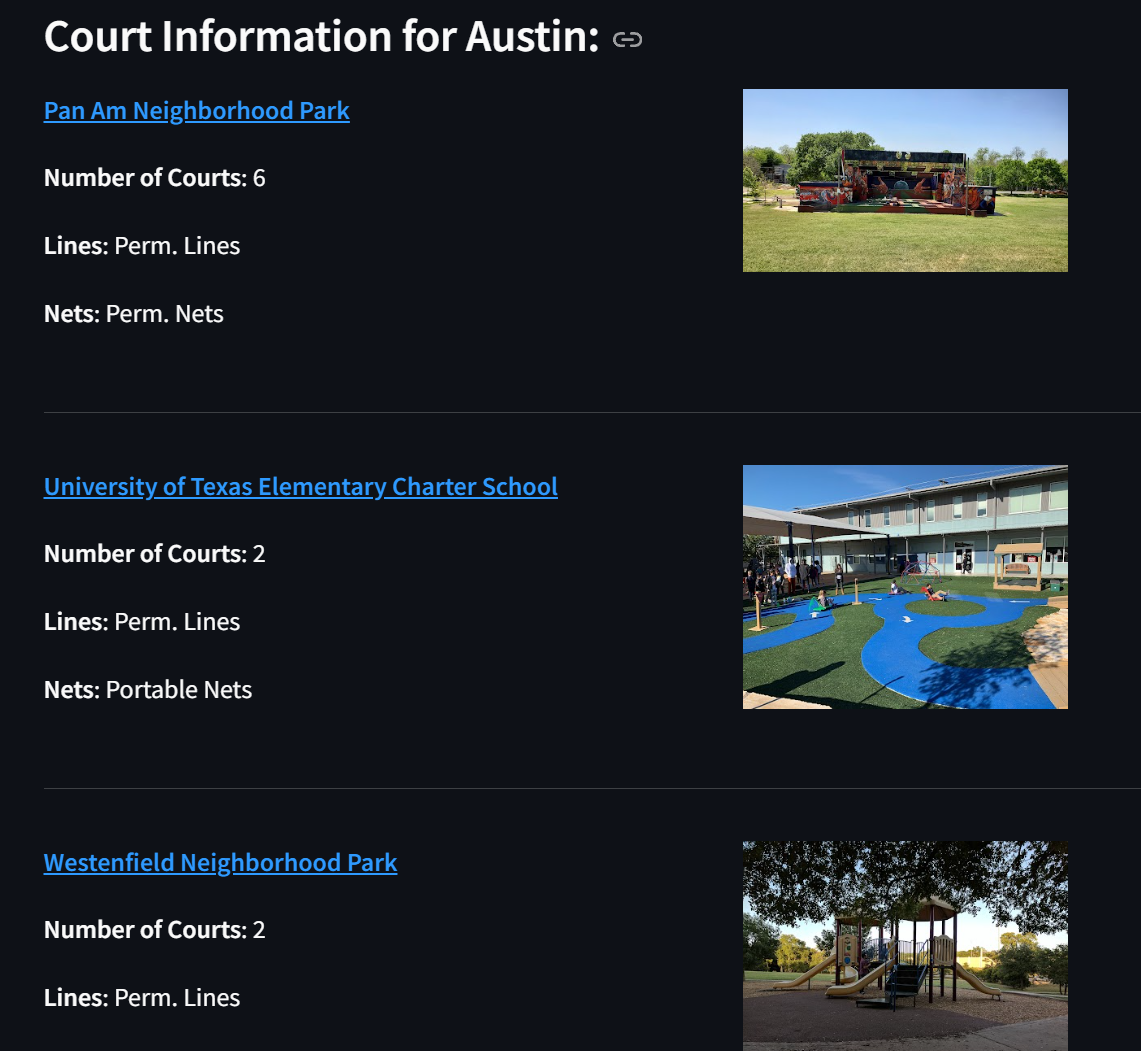 Court Information for Austin:
Pan Am Neighborhood Park
Number of Courts: 6
Lines: Perm. Lines
Nets: Perm. Nets
University of Texas Elementary Charter School
Number of Courts: 2
Lines: Perm. Lines
Nets: Portable Nets
Westenfield Neighborhood Park
Number of Courts: 2
Lines: Perm. Lines